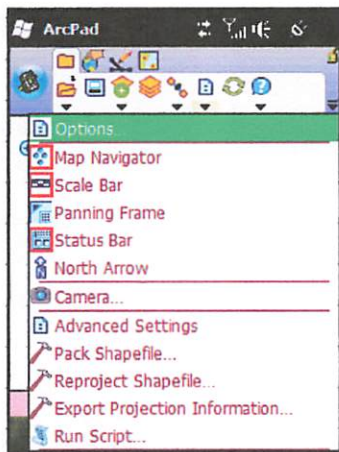 ArcPad
Options
Map Navigator
Scale Bar
Panning Frame
Status Bar
North Arrow
Camera...
Advanced Settings
Pack Shapefile...
Reproject Shapefile...
Export Projection Information...
Run Script...